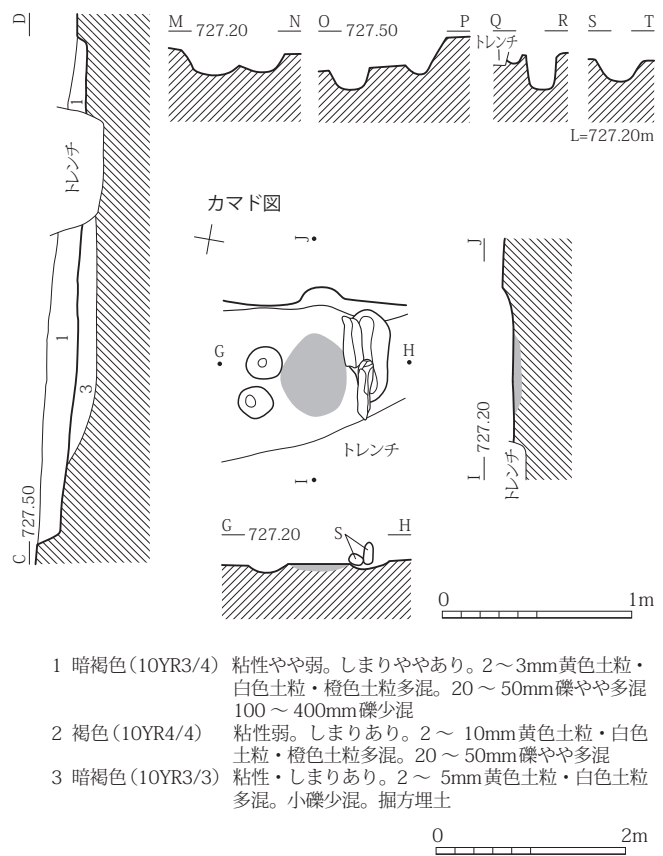 D
M 727.20 N
O 727.50 P
Q R
トレンチ
S T
L=727.20m
1
トレンチ
1
3
C 727.50
カマド図
J
G
H
トレンチ
I
J
I 727.20
トレンチ
G 727.20 H
S
0 1m
1 暗褐色(10YR3/4) 粘性やや弱。しまりややあり。2～3mm黄色土粒・
白色土粒・橙色土粒多混。20～50mm礫やや多混
100～400mm礫少混
2 褐色(10YR4/4) 粘性弱。しまりあり。2～10mm黄色土粒・白色
土粒・橙色土粒多混。20～50mm礫やや多混
3 暗褐色(10YR3/3) 粘性・しまりあり。2～5mm黄色土粒・白色土粒
多混。小礫少混。掘方埋土
0 2m